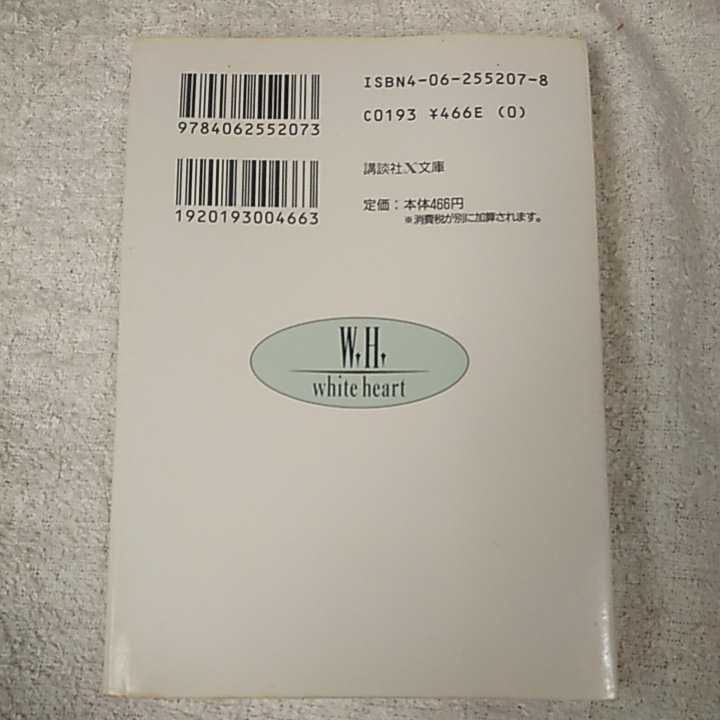 ISBN4-06-255207-8
9784062552073
C0193 ¥466E (0)
講談社X文庫
1920193004663
定価：本体466円
※消費税が別に加算されます。
W.H.
white heart